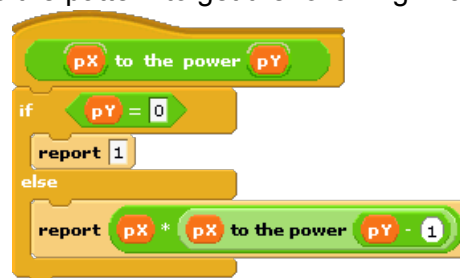 pX to the power pY
if pY = 0
report 1
else
report pX * pX to the power pY - 1